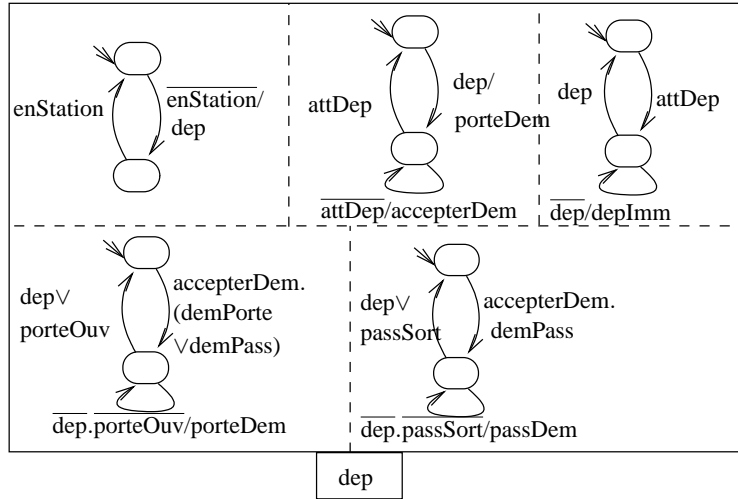 enStation
enStation/
dep
attDep
dep/
porteDem
attDep/accepterDem
dep
attDep
dep/depImm
dep∨
porteOuv
accepterDem.
(demPorte
∨demPass)
dep.porteOuv/porteDem
dep∨
passSort
accepterDem.
demPass
dep.passSort/passDem
dep